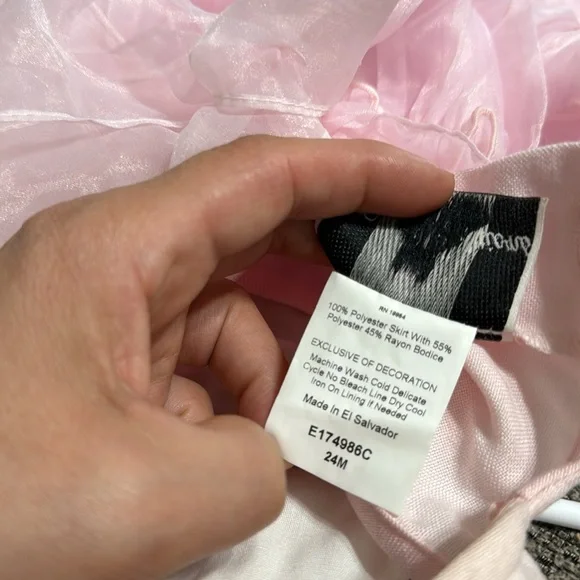 RN 16954
100% Polyester Skirt With 55%
Polyester 45% Rayon Bodice
EXCLUSIVE OF DECORATION
Machine Wash Cold Delicate
Cycle No Bleach Line Dry Cool
Iron On Lining If Needed
Made In El Salvador
E174986C
24M